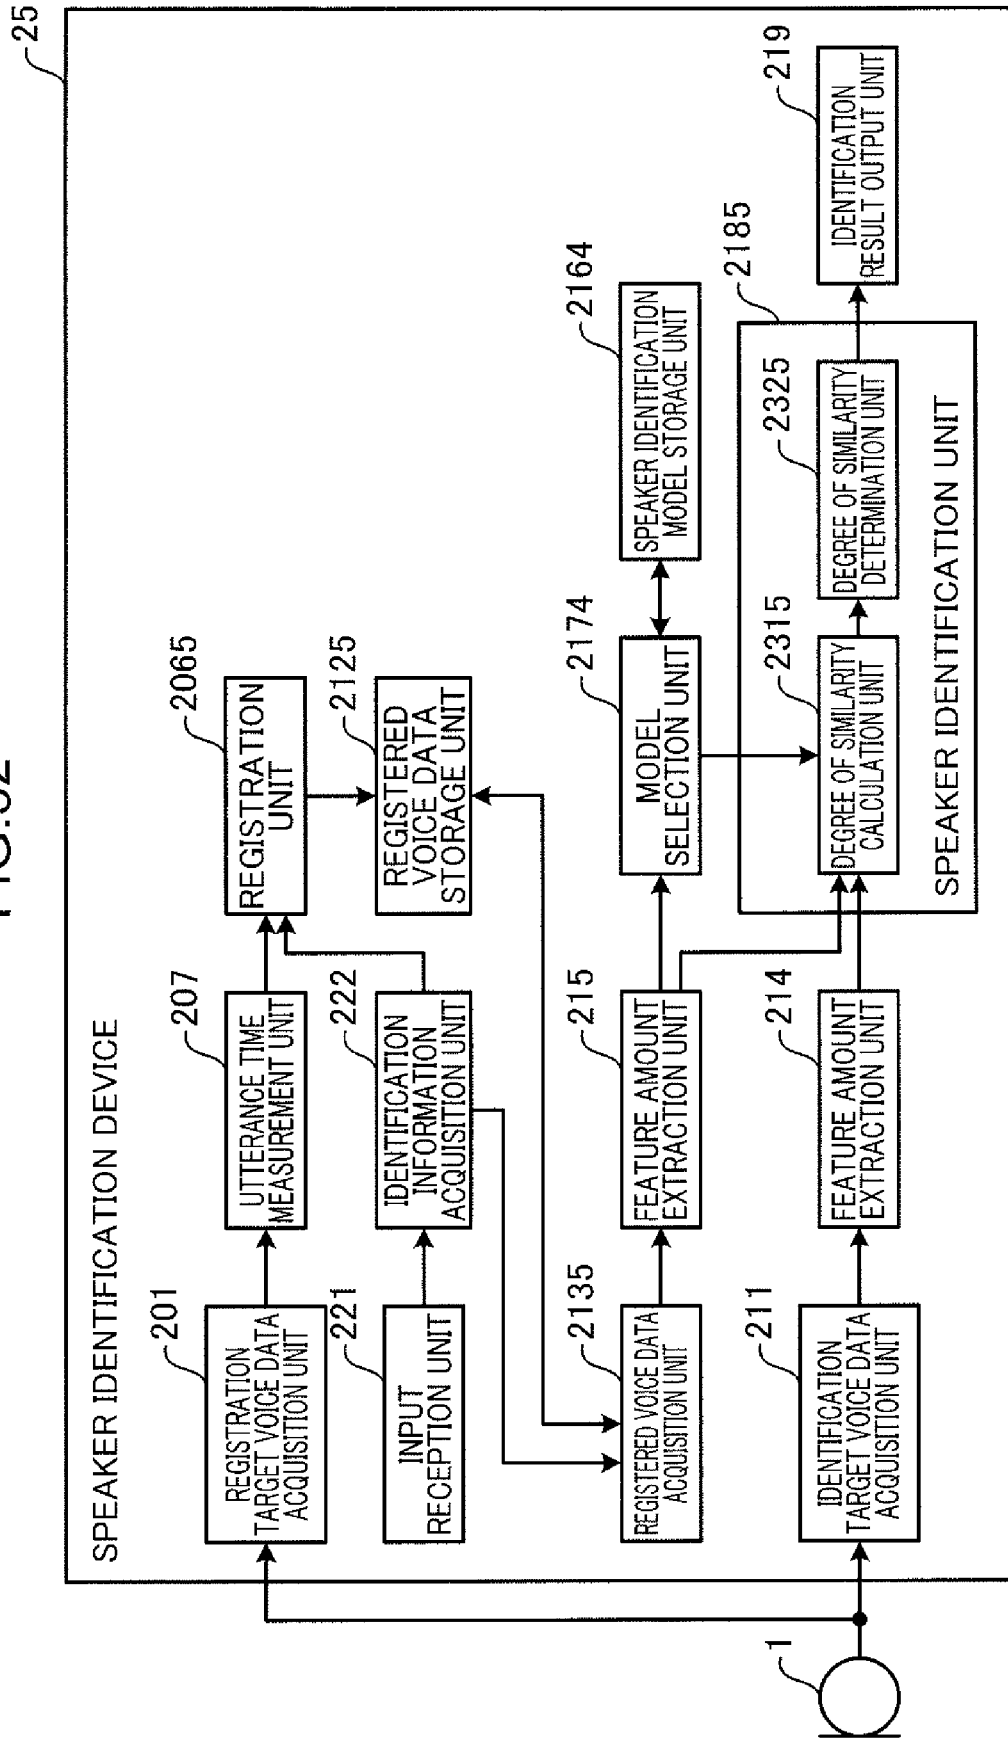 25
SPEAKER IDENTIFICATION DEVICE
201
REGISTRATION
TARGET VOICE DATA
ACQUISITION UNIT
207
UTTERANCE TIME
MEASUREMENT UNIT
2065
REGISTRATION
UNIT
221
INPUT
RECEPTION UNIT
222
IDENTIFICATION
INFORMATION
ACQUISITION UNIT
2125
REGISTERED
VOICE DATA
STORAGE UNIT
2135
REGISTERED VOICE DATA
ACQUISITION UNIT
215
FEATURE AMOUNT
EXTRACTION UNIT
2174
MODEL
SELECTION UNIT
2164
SPEAKER IDENTIFICATION
MODEL STORAGE UNIT
1
211
IDENTIFICATION
TARGET VOICE DATA
ACQUISITION UNIT
214
FEATURE AMOUNT
EXTRACTION UNIT
2185
2315
DEGREE OF SIMILARITY
CALCULATION UNIT
2325
DEGREE OF SIMILARITY
DETERMINATION UNIT
SPEAKER IDENTIFICATION UNIT
219
IDENTIFICATION
RESULT OUTPUT UNIT